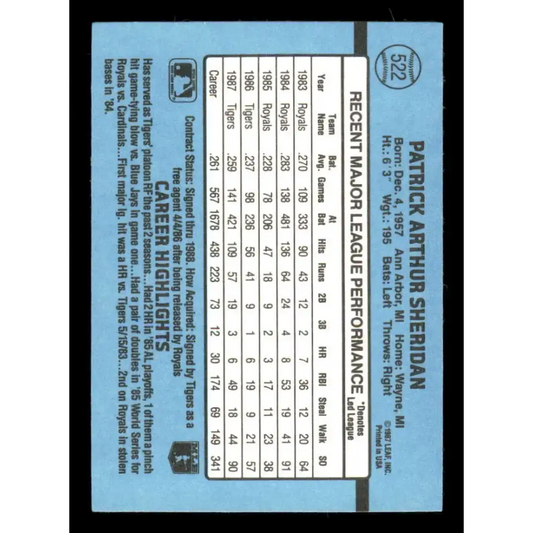 522
PATRICK ARTHUR SHERIDAN
Born: Dec. 4, 1957 Ann Arbor, MI Home: Wayne, MI
Ht.: 6'3" Wgt.: 195 Bats: Left Throws: Right
© 1987 LEAF, INC.
Printed in USA
RECENT MAJOR LEAGUE PERFORMANCE
*Denotes
Led League
Year Team Name Bat. Avg. Games At Bat Hits Runs 2B 3B HR RBI Steal Walk SO
1983 Royals .270 109 333 90 43 12 2 7 36 12 20 64
1984 Royals .283 138 481 136 64 24 4 8 53 19 41 91
1985 Royals .228 78 206 47 18 9 2 3 17 11 23 38
1986 Tigers .237 98 236 56 41 9 1 6 19 9 21 57
1987 Tigers .259 141 421 109 57 19 3 6 49 18 44 90
Career .261 567 1678 438 223 73 12 30 174 69 149 341
Contract Status: Signed thru 1988. How Acquired: Signed by Tigers as a
free agent 4/4/86 after being released by Royals
CAREER HIGHLIGHTS
Has served as Tigers' platoon RF the past 2 seasons...Had 2 HR in '85 AL playoffs, 1 of them a pinch
hit game-tying blow vs. Blue Jays in game one...Had a pair of doubles in '85 World Series for
Royals vs. Cardinals...First major lg. hit was a HR vs. Tigers 5/15/83...2nd on Royals in stolen
bases in '84.